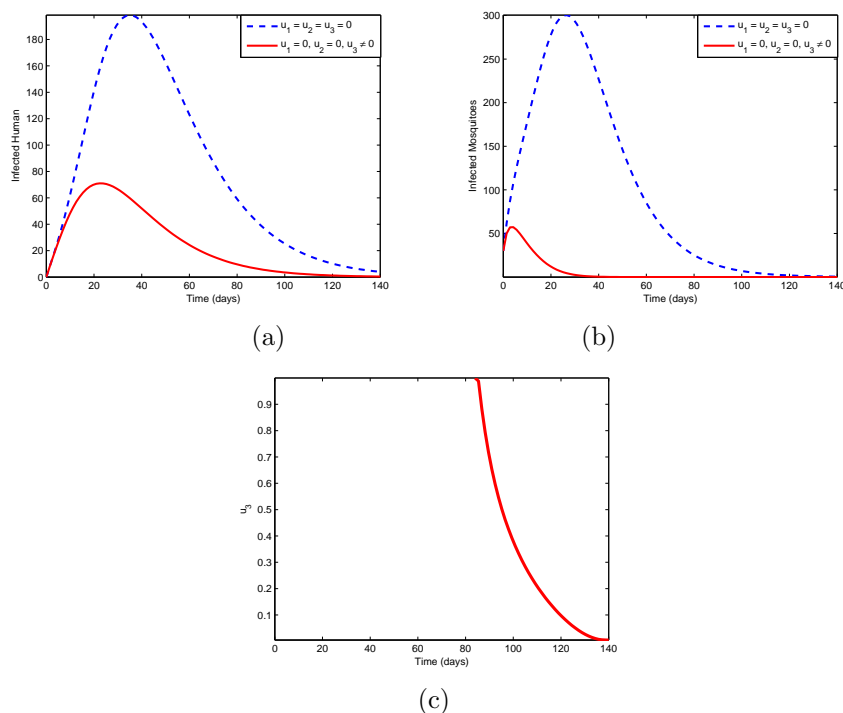 u₁ = u₂ = u₃ = 0
u₁ = 0, u₂ = 0, u₃ ≠ 0
Infected Human
180
160
140
120
100
80
60
40
20
0
0 20 40 60 80 100 120 140
Time (days)
(a)
u₁ = u₂ = u₃ = 0
u₁ = 0, u₂ = 0, u₃ ≠ 0
Infected Mosquitoes
300
250
200
150
100
50
0 20 40 60 80 100 120 140
Time (days)
(b)
u₃
0.9
0.8
0.7
0.6
0.5
0.4
0.3
0.2
0.1
0 20 40 60 80 100 120 140
Time (days)
(c)